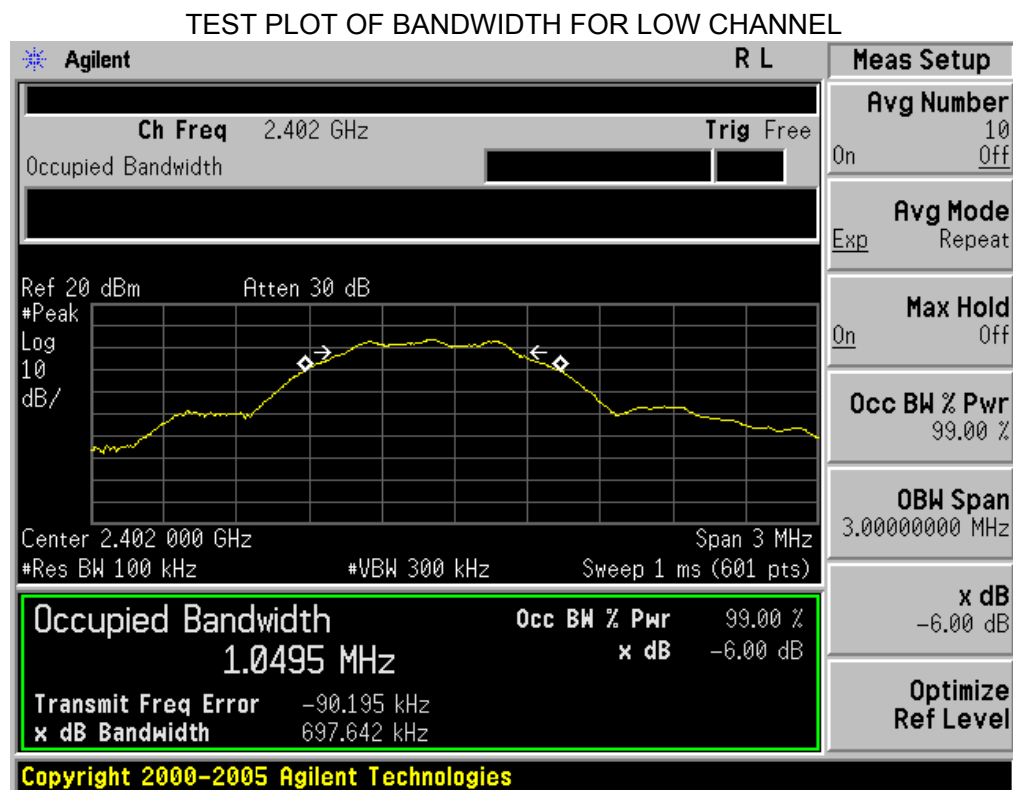 TEST PLOT OF BANDWIDTH FOR LOW CHANNEL
Agilent R L
Ch Freq 2.402 GHz Trig Free
Occupied Bandwidth
Ref 20 dBm Atten 30 dB
#Peak
Log
10
dB/
Center 2.402 000 GHz Span 3 MHz
#Res BW 100 kHz #VBW 300 kHz Sweep 1 ms (601 pts)
Occupied Bandwidth Occ BW % Pwr 99.00 %
1.0495 MHz x dB -6.00 dB
Transmit Freq Error -90.195 kHz
x dB Bandwidth 697.642 kHz
Copyright 2000-2005 Agilent Technologies
Meas Setup
Avg Number
10
On Off
Avg Mode
Exp Repeat
Max Hold
On Off
Occ BW % Pwr
99.00 %
OBW Span
3.00000000 MHz
x dB
-6.00 dB
Optimize
Ref Level